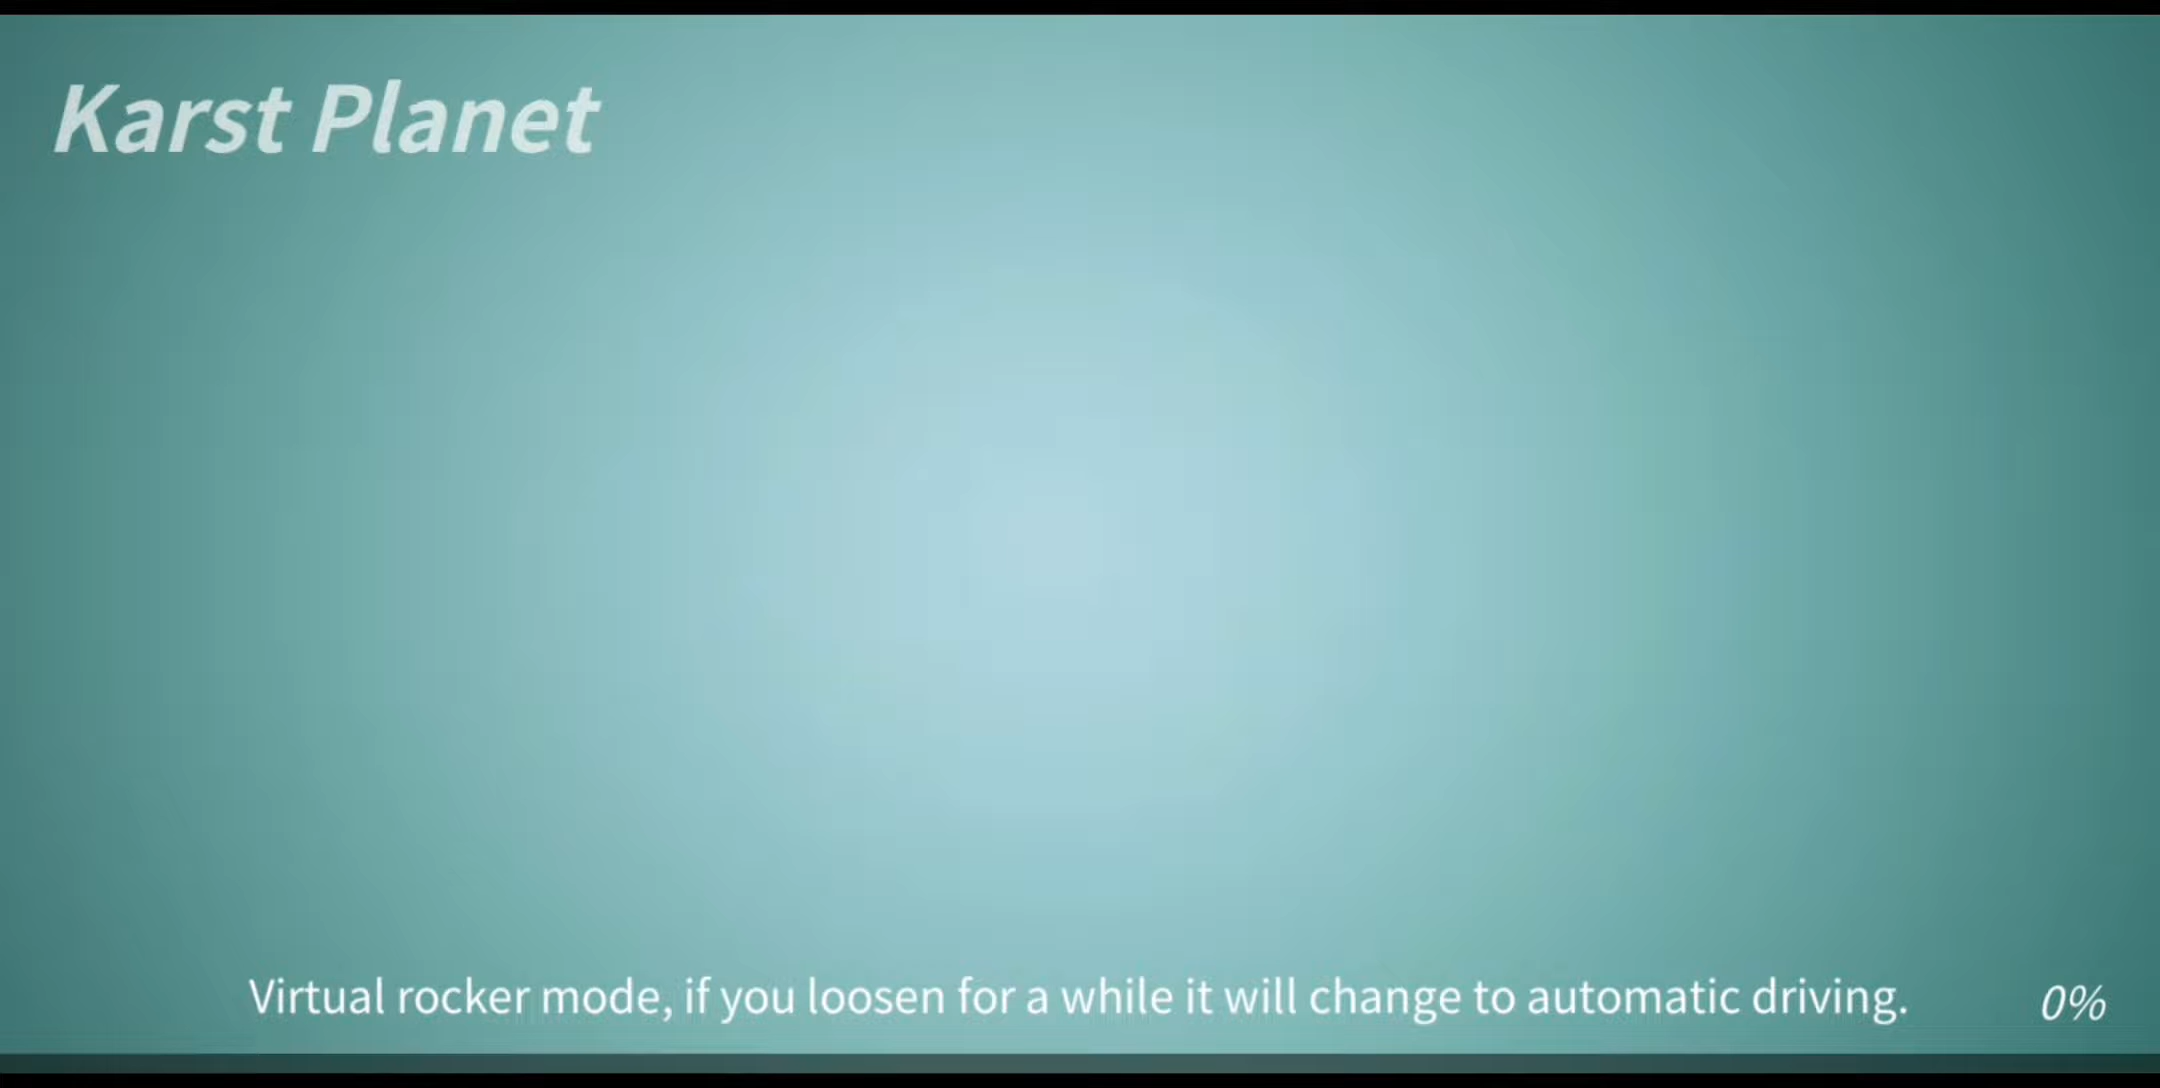 Karst Planet
Virtual rocker mode, if you loosen for a while it will change to automatic driving.
0%